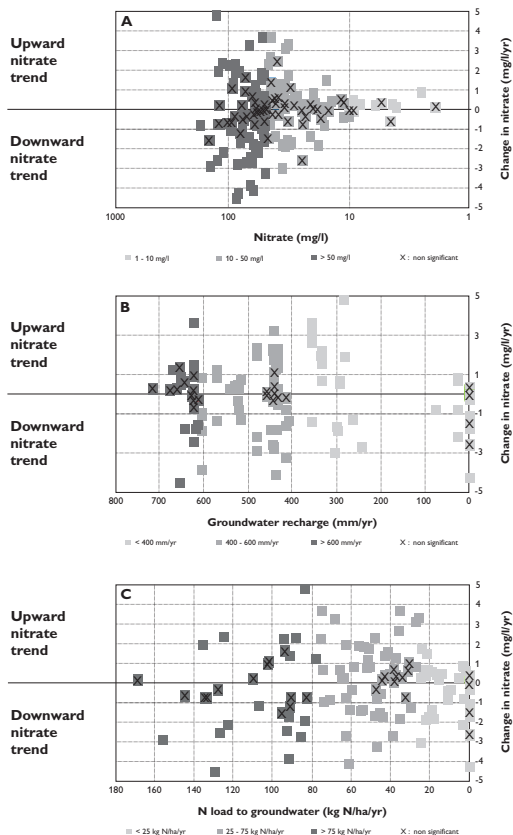 A
Upward
nitrate
trend
Downward
nitrate
trend
5
4
3
2
1
0
-1
-2
-3
-4
-5
Change in nitrate (mg/l/yr)
1000
100
10
1
Nitrate (mg/l)
1 - 10 mg/l
10 - 50 mg/l
> 50 mg/l
X : non significant
B
Upward
nitrate
trend
Downward
nitrate
trend
5
3
1
-1
-3
-5
Change in nitrate (mg/l/yr)
800
700
600
500
400
300
200
100
0
Groundwater recharge (mm/yr)
< 400 mm/yr
400 - 600 mm/yr
> 600 mm/yr
X : non significant
C
Upward
nitrate
trend
Downward
nitrate
trend
5
4
3
2
1
0
-1
-2
-3
-4
-5
Change in nitrate (mg/l/yr)
180
160
140
120
100
80
60
40
20
0
N load to groundwater (kg N/ha/yr)
< 25 kg N/ha/yr
25 - 75 kg N/ha/yr
> 75 kg N/ha/yr
X : non significant